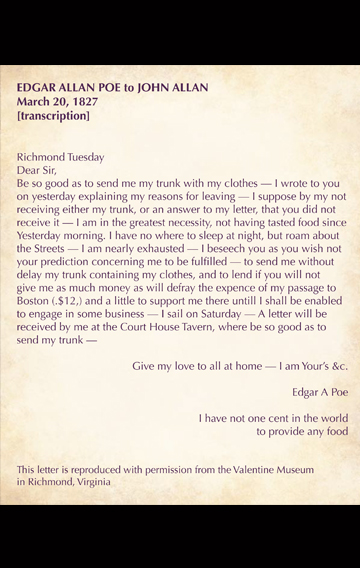 EDGAR ALLAN POE to JOHN ALLAN
March 20, 1827
[transcription]
Richmond Tuesday
Dear Sir,
Be so good as to send me my trunk with my clothes — I wrote to you
on yesterday explaining my reasons for leaving — I suppose by my not
receiving either my trunk, or an answer to my letter, that you did not
receive it — I am in the greatest necessity, not having tasted food since
Yesterday morning. I have no where to sleep at night, but roam about
the Streets — I am nearly exhausted — I beseech you as you wish not
your prediction concerning me to be fulfilled — to send me without
delay my trunk containing my clothes, and to lend if you will not
give me as much money as will defray the expence of my passage to
Boston (.$12,) and a little to support me there untill I shall be enabled
to engage in some business — I sail on Saturday — A letter will be
received by me at the Court House Tavern, where be so good as to
send my trunk —
Give my love to all at home — I am Your's &c.
Edgar A Poe
I have not one cent in the world
to provide any food
This letter is reproduced with permission from the Valentine Museum
in Richmond, Virginia